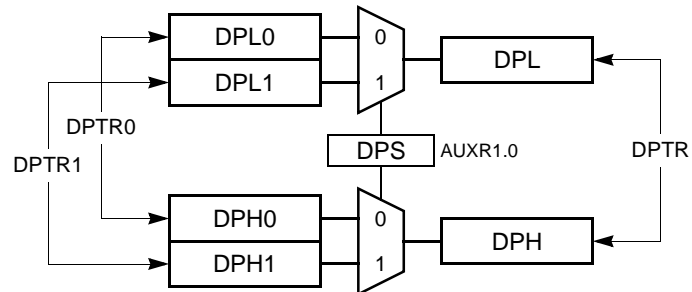 DPL0
0
DPL
DPL1
1
DPTR0
DPS
AUXR1.0
DPTR
DPTR1
DPH0
0
DPH
DPH1
1